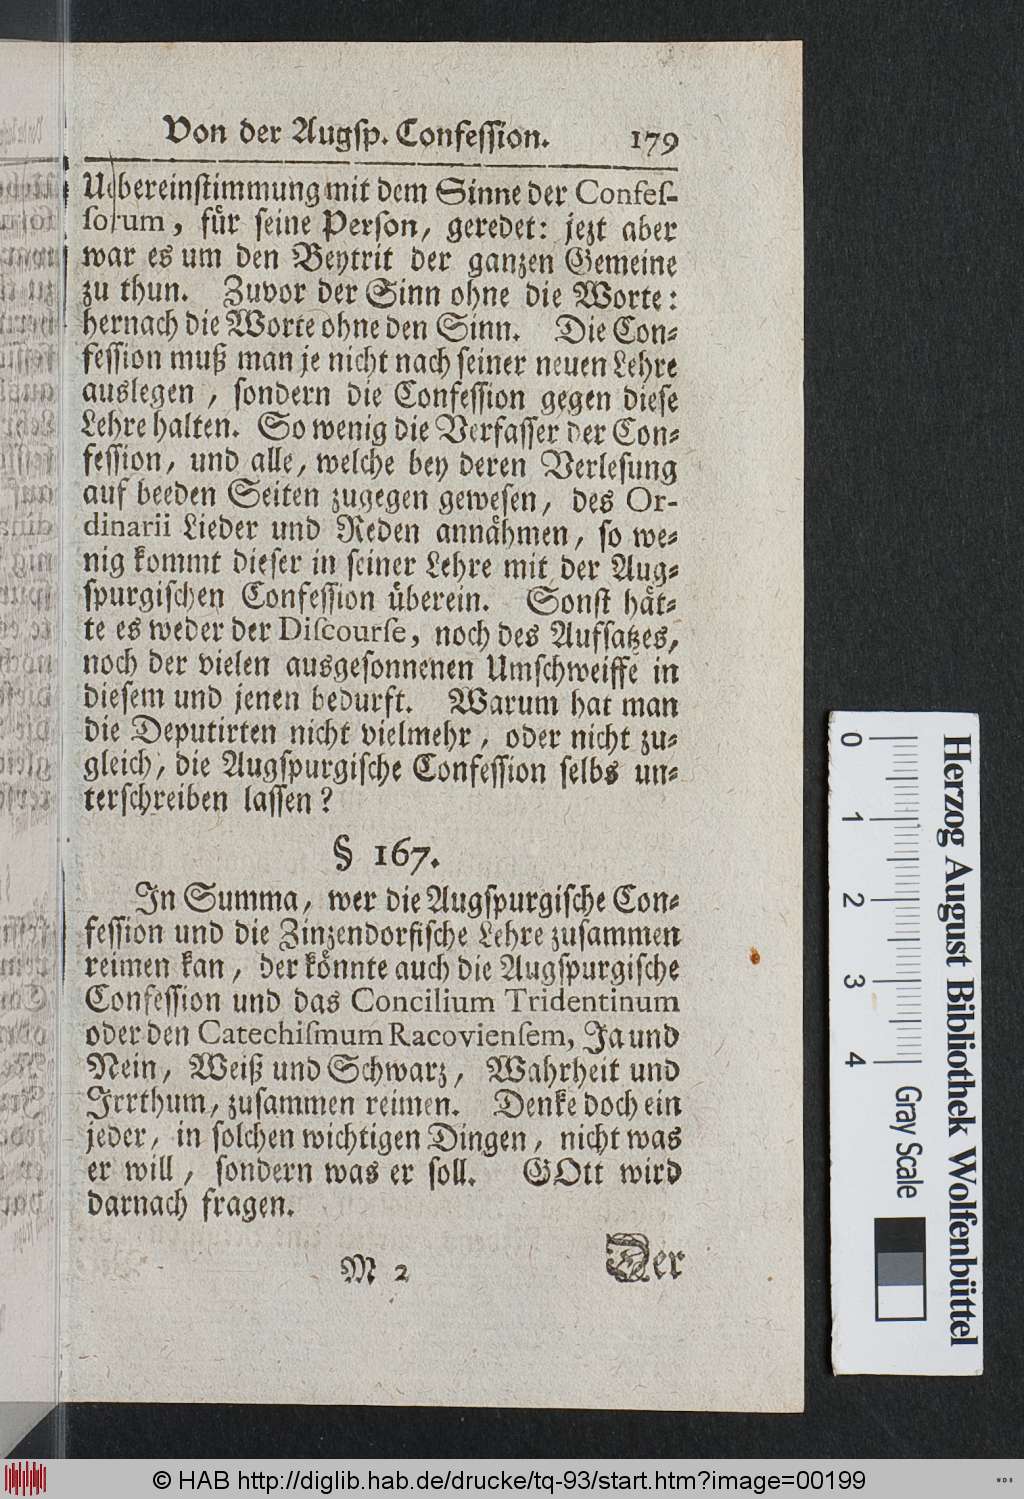 Von der Augsp. Confession. 179
Uebereinstimmung mit dem Sinne der Confes-
sorum, für seine Person, geredet: jezt aber
war es um den Beytrit der ganzen Gemeine
zu thun. Zuvor der Sinn ohne die Worte:
hernach die Worte ohne den Sinn. Die Con-
fession muß man je nicht nach seiner neuen Lehre
auslegen, sondern die Confession gegen diese
Lehre halten. So wenig die Verfasser der Con-
fession, und alle, welche bey deren Verlesung
auf beeden Seiten zugegen gewesen, des Or-
dinarii Lieder und Reden annähmen, so we-
nig kommt dieser in seiner Lehre mit der Aug-
spurgischen Confession überein. Sonst hät-
te es weder der Discourse, noch des Aufsatzes,
noch der vielen ausgesonnenen Umschweiffe in
diesem und jenen bedurft. Warum hat man
die Deputirten nicht vielmehr, oder nicht zu-
gleich, die Augspurgische Confession selbs un-
terschreiben lassen?
§ 167.
In Summa, wer die Augspurgische Con-
fession und die Zinzendorfische Lehre zusammen
reimen kan, der könnte auch die Augspurgische
Confession und das Concilium Tridentinum
oder den Catechismum Racoviensem, Ja und
Nein, Weiß und Schwarz, Wahrheit und
Irrthum, zusammen reimen. Denke doch ein
jeder, in solchen wichtigen Dingen, nicht was
er will, sondern was er soll. GOtt wird
darnach fragen.
M 2 Der
0 1 2 3 4 Gray Scale
Herzog August Bibliothek Wolfenbüttel
© HAB http://diglib.hab.de/drucke/tq-93/start.htm?image=00199